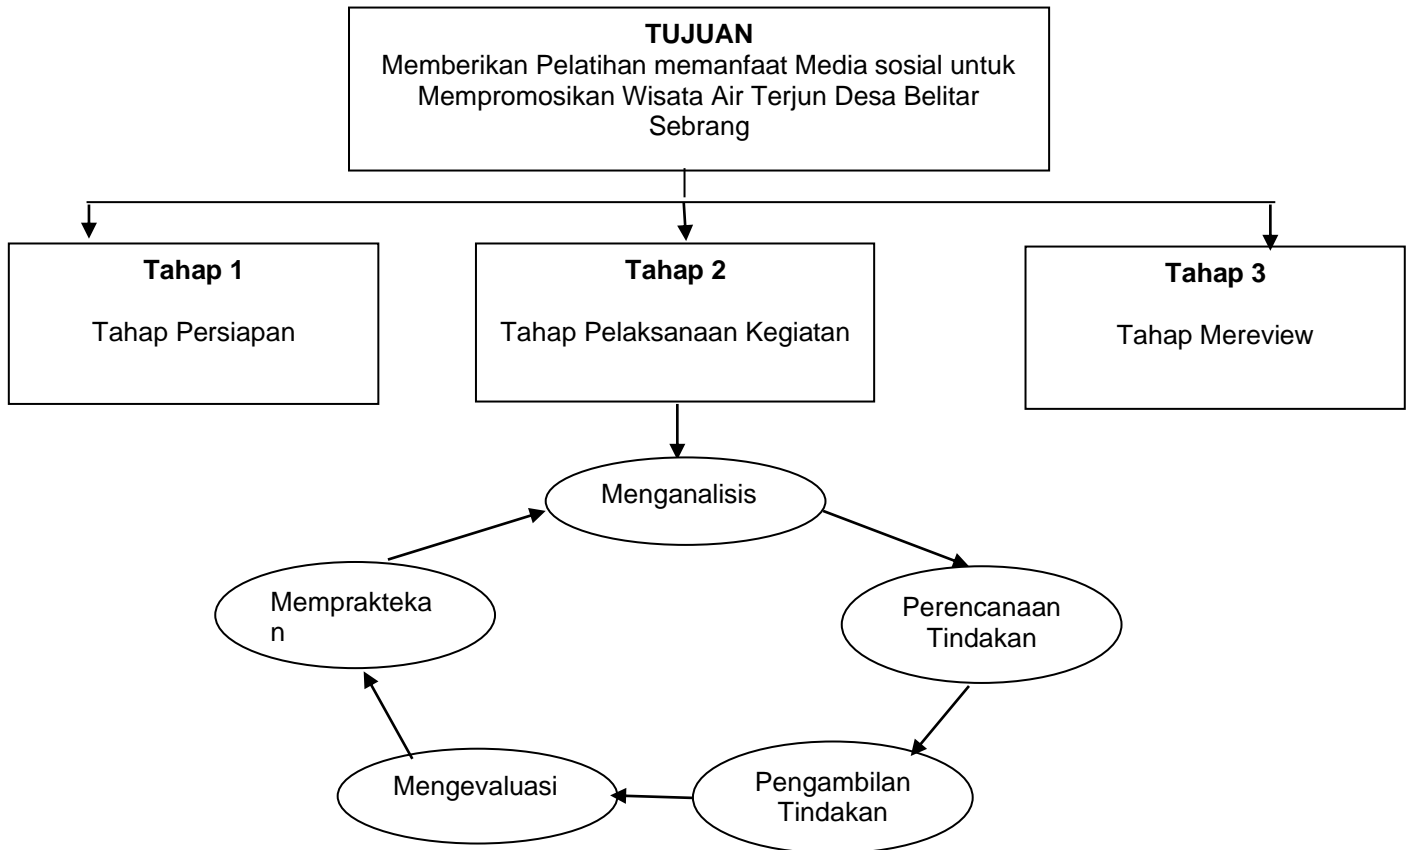 TUJUAN
Memberikan Pelatihan memanfaat Media sosial untuk
Mempromosikan Wisata Air Terjun Desa Belitar
Sebrang
Tahap 1
Tahap Persiapan
Tahap 2
Tahap Pelaksanaan Kegiatan
Tahap 3
Tahap Mereview
Menganalisis
Perencanaan
Tindakan
Pengambilan
Tindakan
Mengevaluasi
Memprakteka
n